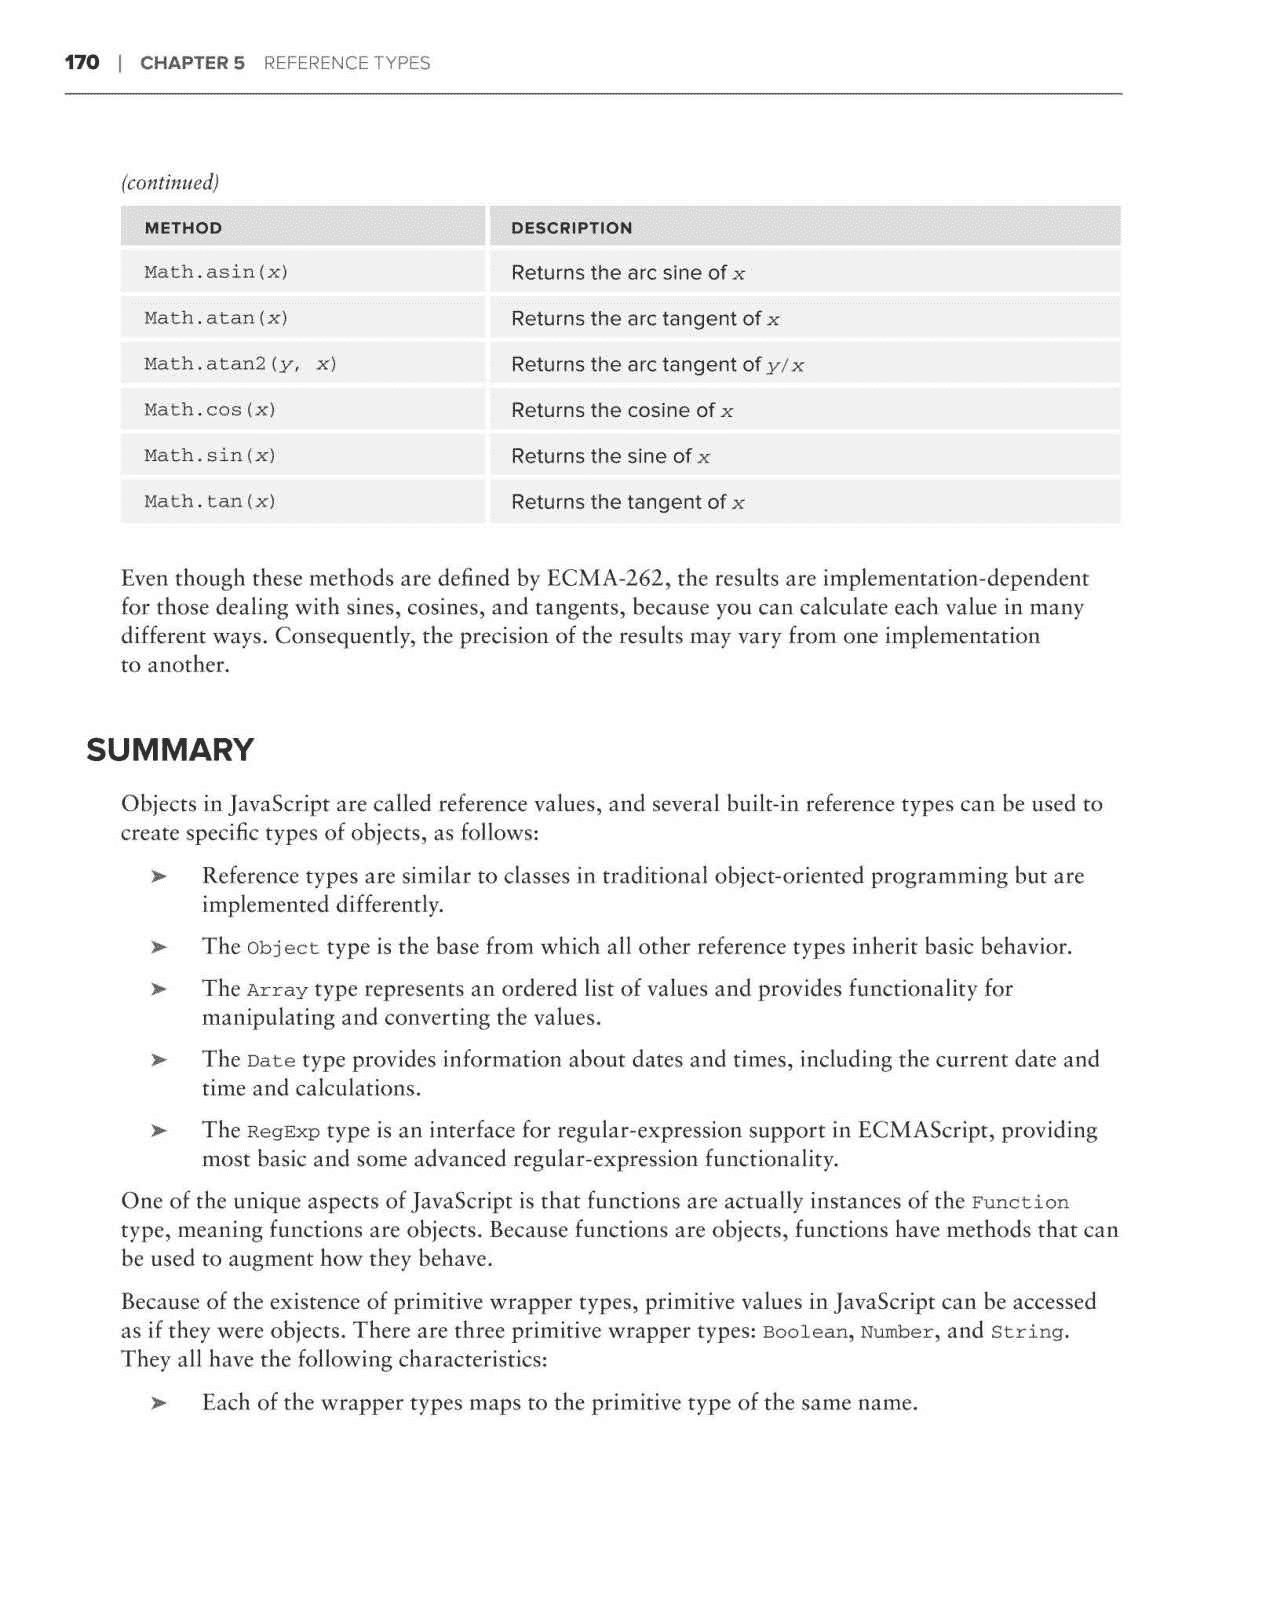 170 | CHAPTER 5 REFERENCE TYPES
(continued)
METHOD DESCRIPTION
Math.asin(x) Returns the arc sine of x
Math.atan(x) Returns the arc tangent of x
Math.atan2(y, x) Returns the arc tangent of y/x
Math.cos(x) Returns the cosine of x
Math.sin(x) Returns the sine of x
Math.tan(x) Returns the tangent of x
Even though these methods are defined by ECMA-262, the results are implementation-dependent
for those dealing with sines, cosines, and tangents, because you can calculate each value in many
different ways. Consequently, the precision of the results may vary from one implementation
to another.
SUMMARY
Objects in JavaScript are called reference values, and several built-in reference types can be used to
create specific types of objects, as follows:
➤ Reference types are similar to classes in traditional object-oriented programming but are
implemented differently.
➤ The Object type is the base from which all other reference types inherit basic behavior.
➤ The Array type represents an ordered list of values and provides functionality for
manipulating and converting the values.
➤ The Date type provides information about dates and times, including the current date and
time and calculations.
➤ The RegExp type is an interface for regular-expression support in ECMAScript, providing
most basic and some advanced regular-expression functionality.
One of the unique aspects of JavaScript is that functions are actually instances of the Function
type, meaning functions are objects. Because functions are objects, functions have methods that can
be used to augment how they behave.
Because of the existence of primitive wrapper types, primitive values in JavaScript can be accessed
as if they were objects. There are three primitive wrapper types: Boolean, Number, and String.
They all have the following characteristics:
➤ Each of the wrapper types maps to the primitive type of the same name.